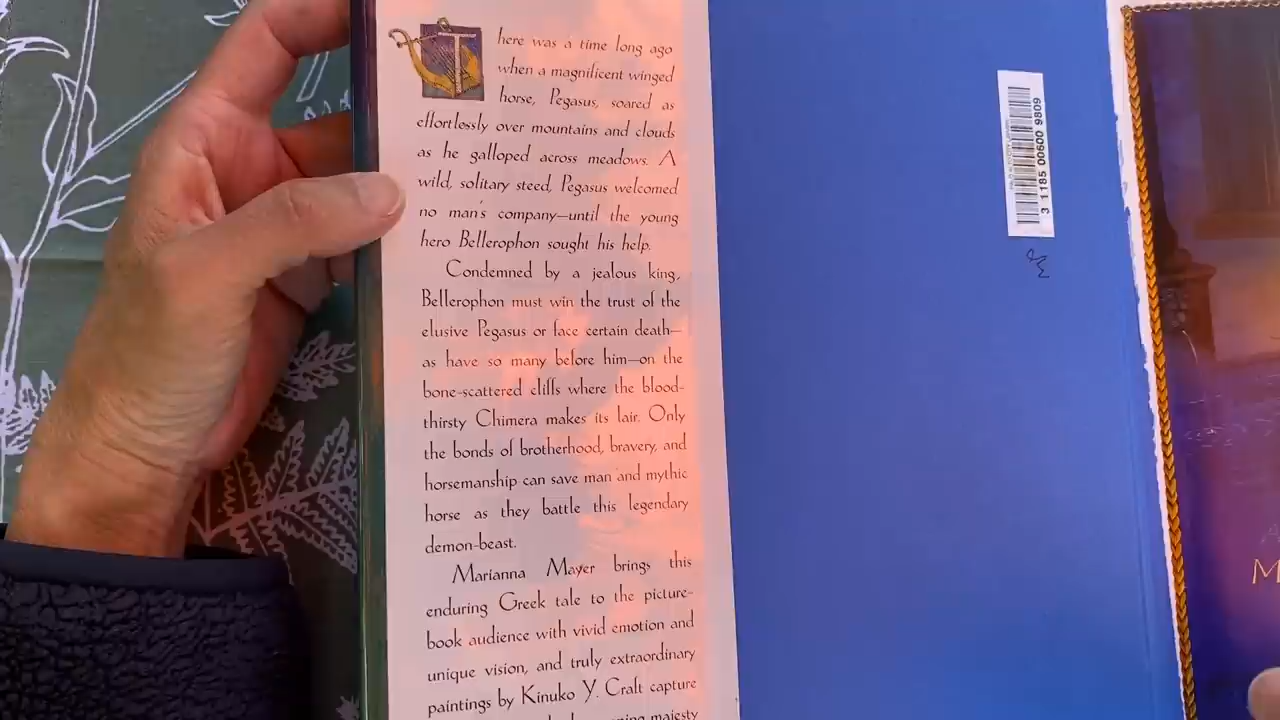 There was a time long ago
when a magnificent winged
horse, Pegasus, soared as
effortlessly over mountains and clouds
as he galloped across meadows. A
wild, solitary steed, Pegasus welcomed
no man's company—until the young
hero Bellerophon sought his help.
Condemned by a jealous king,
Bellerophon must win the trust of the
elusive Pegasus or face certain death—
as have so many before him—on the
bone-scattered cliffs where the blood-
thirsty Chimera makes its lair. Only
the bonds of brotherhood, bravery, and
horsemanship can save man and mythic
horse as they battle this legendary
demon-beast.
Marianna Mayer brings this
enduring Greek tale to the picture-
book audience with vivid emotion and
unique vision, and truly extraordinary
paintings by Kinuko Y. Craft capture
majesty
3 1185 00600 9809
M